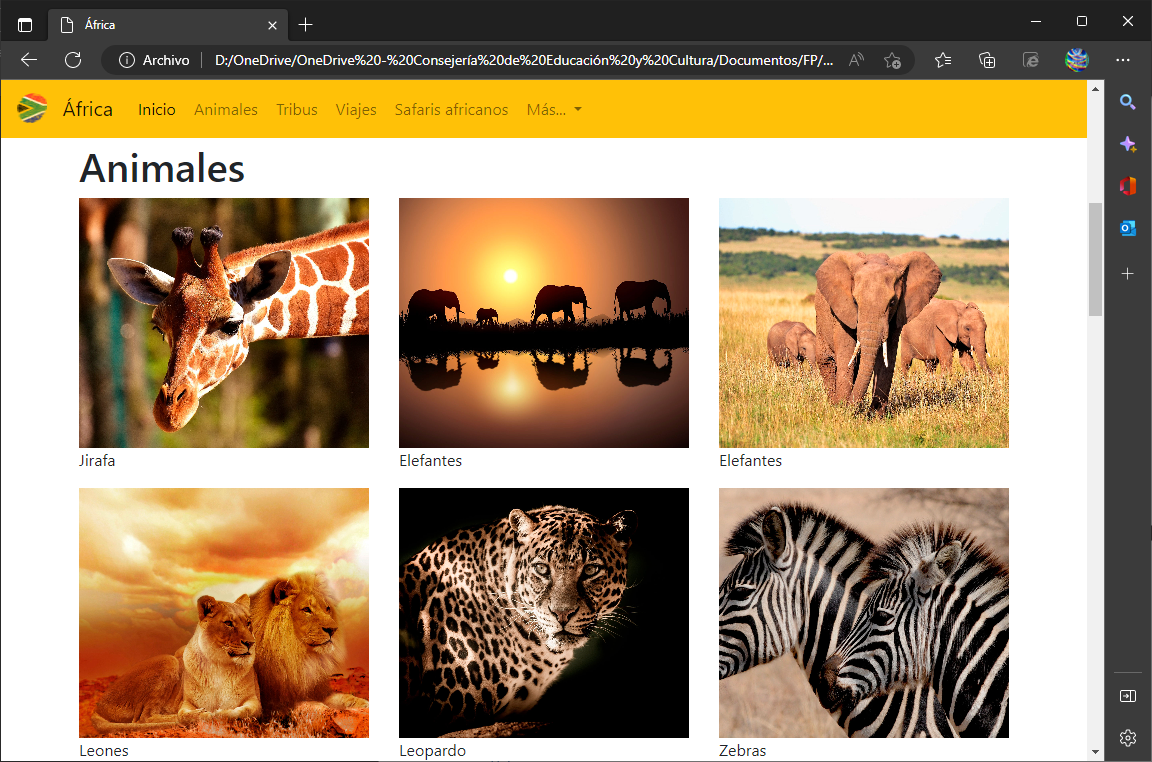 África
Archivo
D:/OneDrive/OneDrive%20-%20Consejería%20de%20Educación%20y%20Cultura/Documentos/FP/...
África Inicio Animales Tribus Viajes Safaris africanos Más...
Animales
Jirafa Elefantes Elefantes
Leones Leopardo Zebras